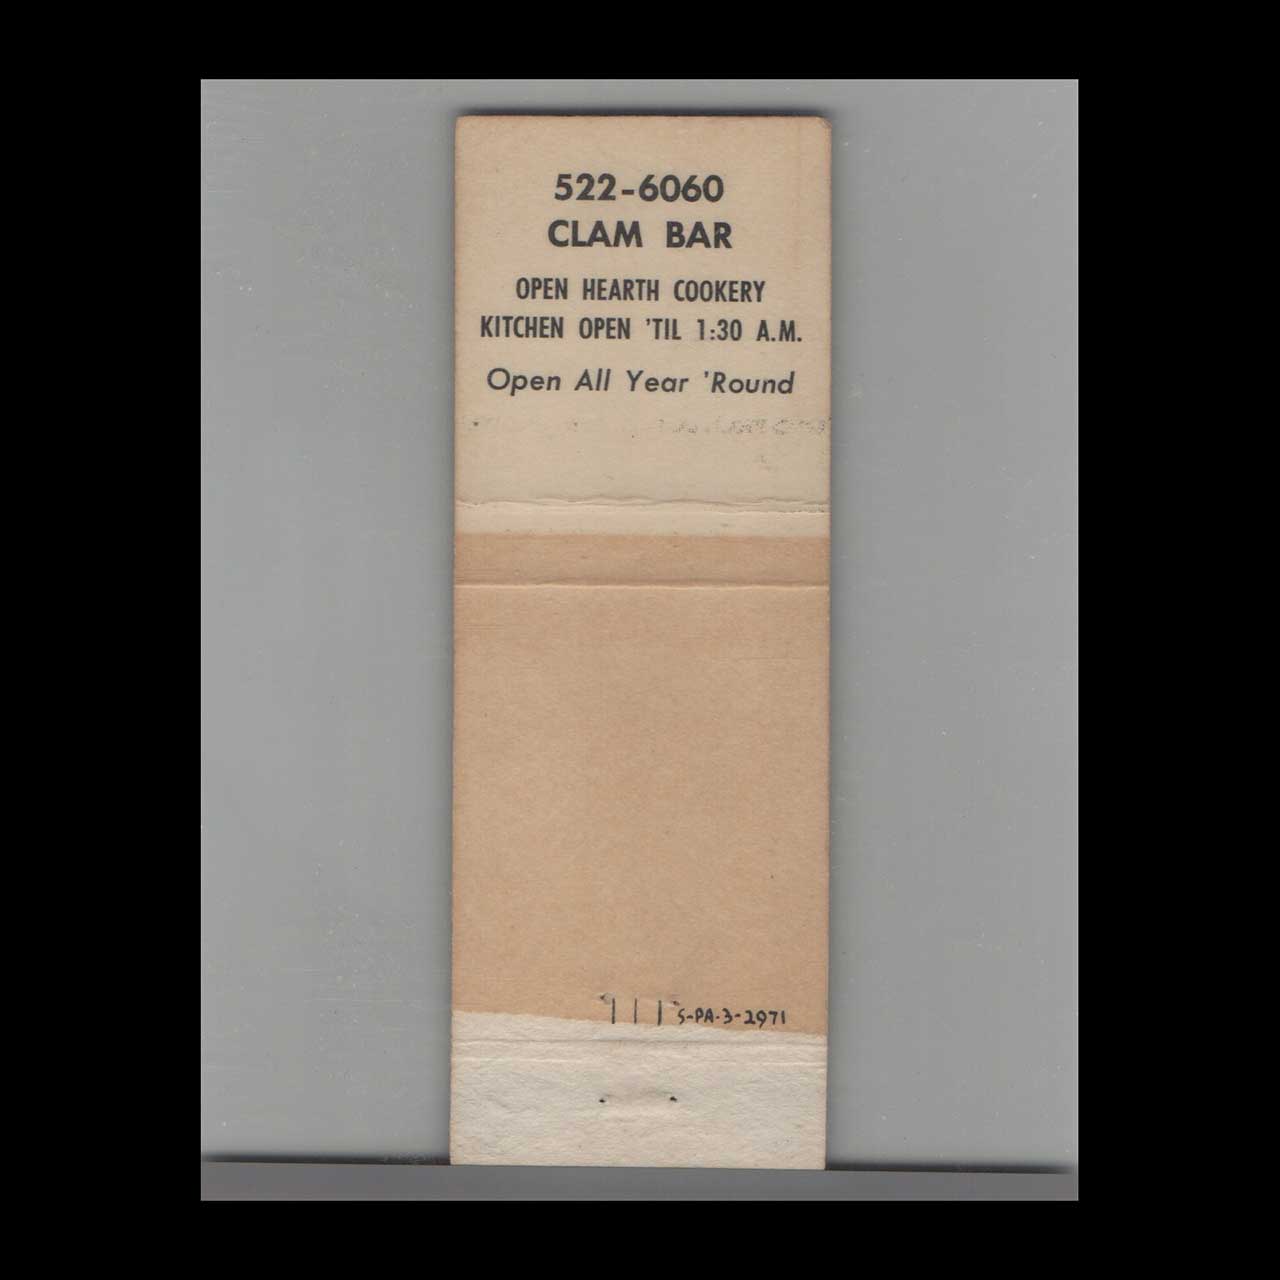 522-6060
CLAM BAR
OPEN HEARTH COOKERY
KITCHEN OPEN 'TIL 1:30 A.M.
Open All Year 'Round
S-PA-3-2971